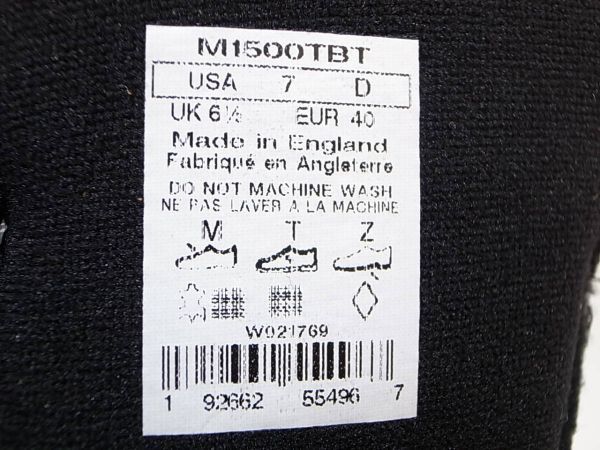 M1500TBT
USA 7 D
UK 6½ EUR 40
Made in England
Fabriqué en Angleterre
DO NOT MACHINE WASH
NE PAS LAVER A LA MACHINE
M T Z
W021769
1 92662 55496 7